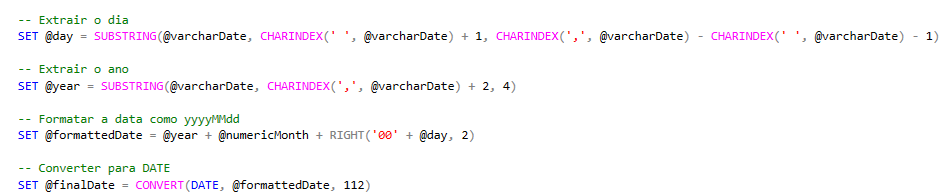 -- Extrair o dia
SET @day = SUBSTRING(@varcharDate, CHARINDEX(' ', @varcharDate) + 1, CHARINDEX(',', @varcharDate) - CHARINDEX(' ', @varcharDate) - 1)
-- Extrair o ano
SET @year = SUBSTRING(@varcharDate, CHARINDEX(',', @varcharDate) + 2, 4)
-- Formatar a data como yyyyMMdd
SET @formattedDate = @year + @numericMonth + RIGHT('00' + @day, 2)
-- Converter para DATE
SET @finalDate = CONVERT(DATE, @formattedDate, 112)